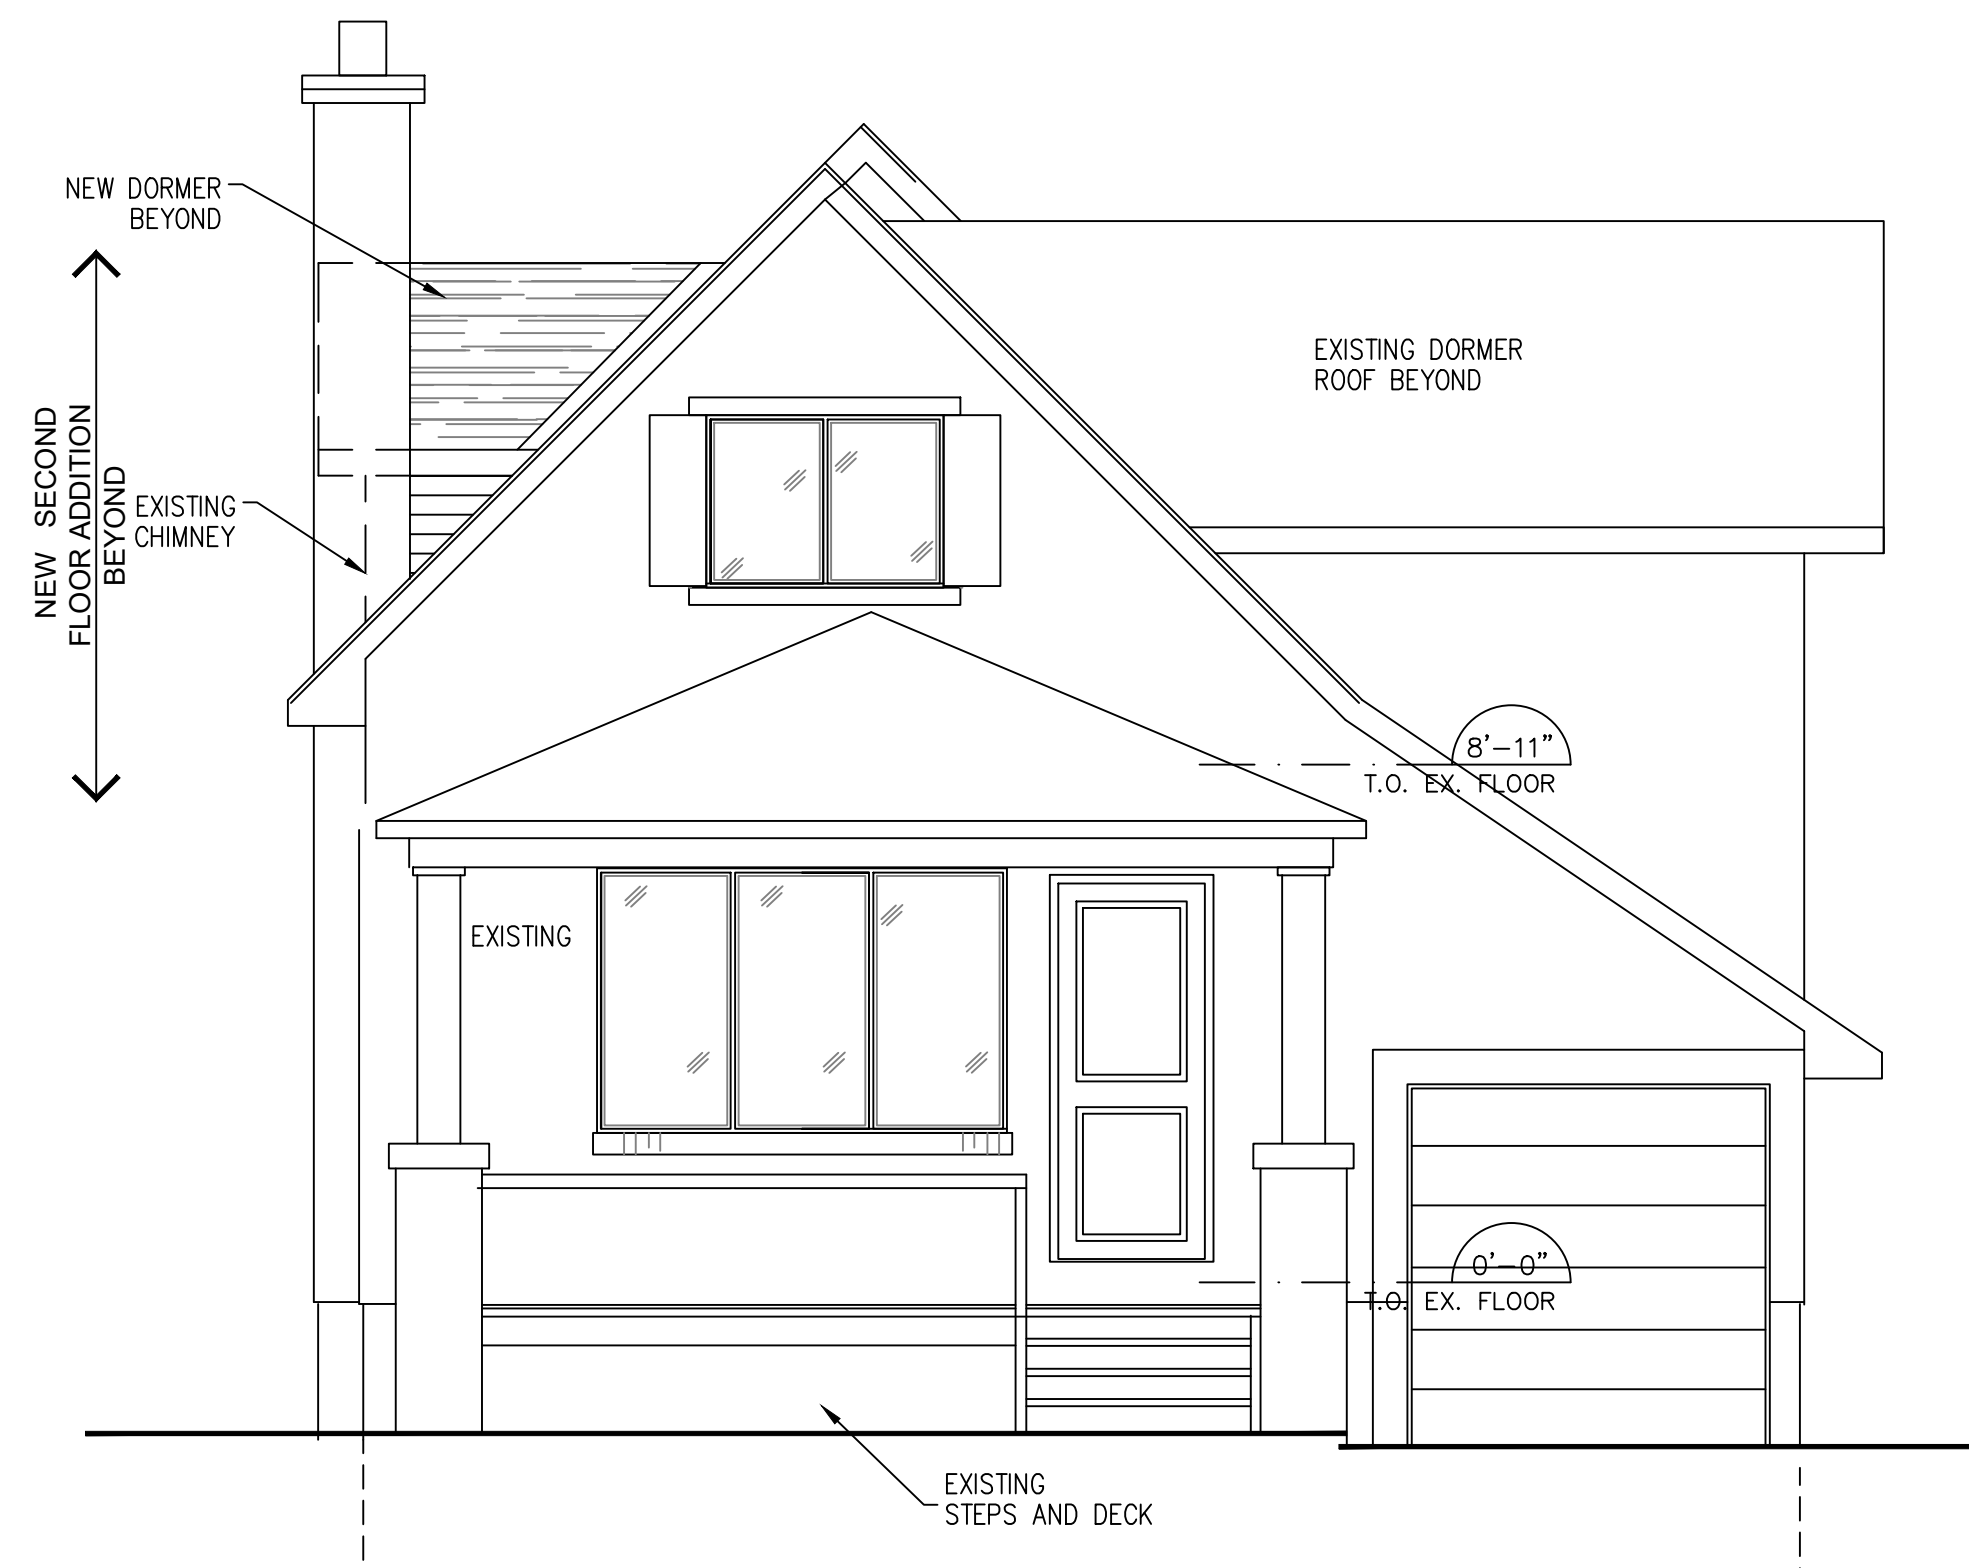 NEW DORMER
BEYOND
NEW SECOND
FLOOR ADDITION
BEYOND
EXISTING
CHIMNEY
EXISTING DORMER
ROOF BEYOND
8'-11"
T.O. EX. FLOOR
EXISTING
0'-0"
T.O. EX. FLOOR
EXISTING
STEPS AND DECK